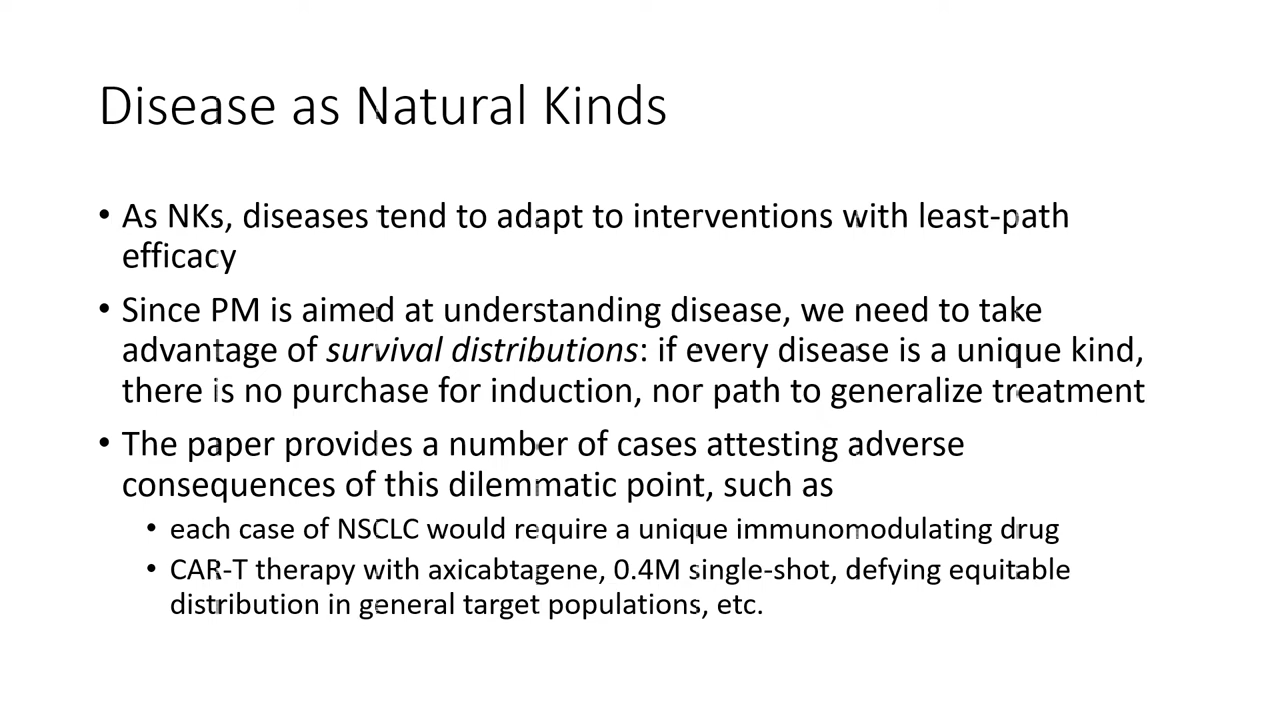 Disease as Natural Kinds
• As NKs, diseases tend to adapt to interventions with least-path
efficacy
• Since PM is aimed at understanding disease, we need to take
advantage of survival distributions: if every disease is a unique kind,
there is no purchase for induction, nor path to generalize treatment
• The paper provides a number of cases attesting adverse
consequences of this dilemmatic point, such as
• each case of NSCLC would require a unique immunomodulating drug
• CAR-T therapy with axicabtagene, 0.4M single-shot, defying equitable
distribution in general target populations, etc.